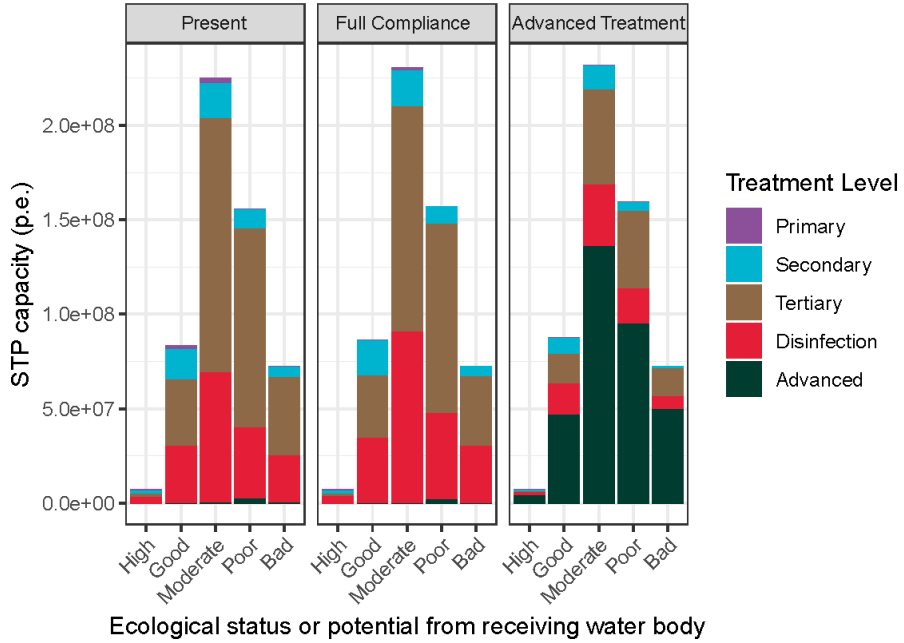 Present
Full Compliance
Advanced Treatment
STP capacity (p.e.)
2.0e+08
1.5e+08
1.0e+08
5.0e+07
0.0e+00
High
Good
Moderate
Poor
Bad
High
Good
Moderate
Poor
Bad
High
Good
Moderate
Poor
Bad
Ecological status or potential from receiving water body
Treatment Level
Primary
Secondary
Tertiary
Disinfection
Advanced